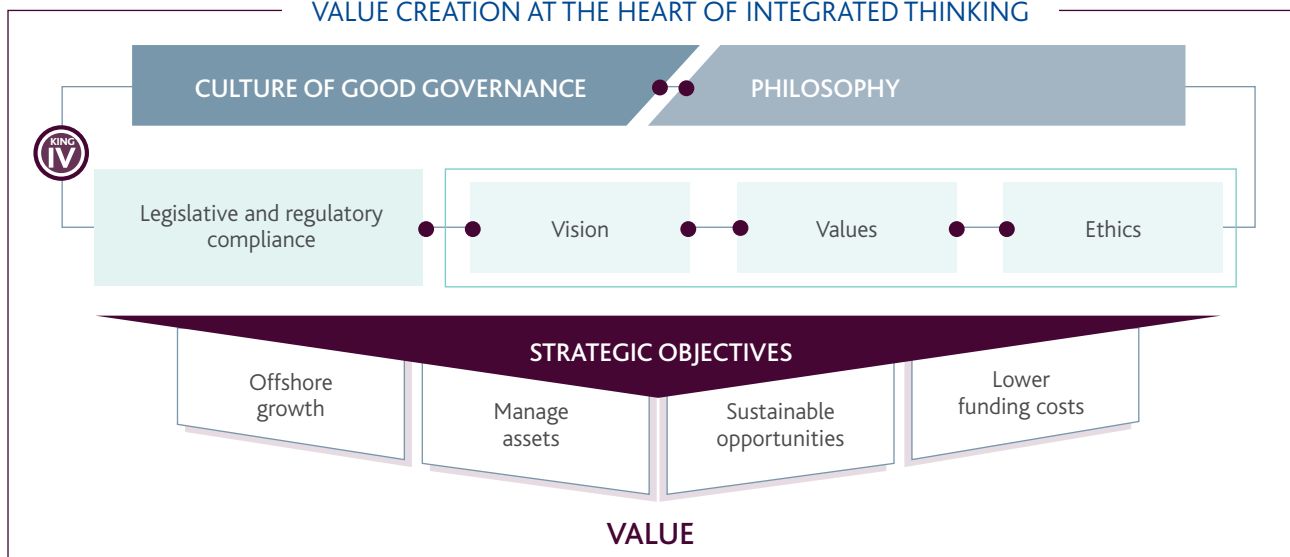 VALUE CREATION AT THE HEART OF INTEGRATED THINKING
CULTURE OF GOOD GOVERNANCE
PHILOSOPHY
KING
IV
Legislative and regulatory
compliance
Vision
Values
Ethics
STRATEGIC OBJECTIVES
Offshore
growth
Manage
assets
Sustainable
opportunities
Lower
funding costs
VALUE